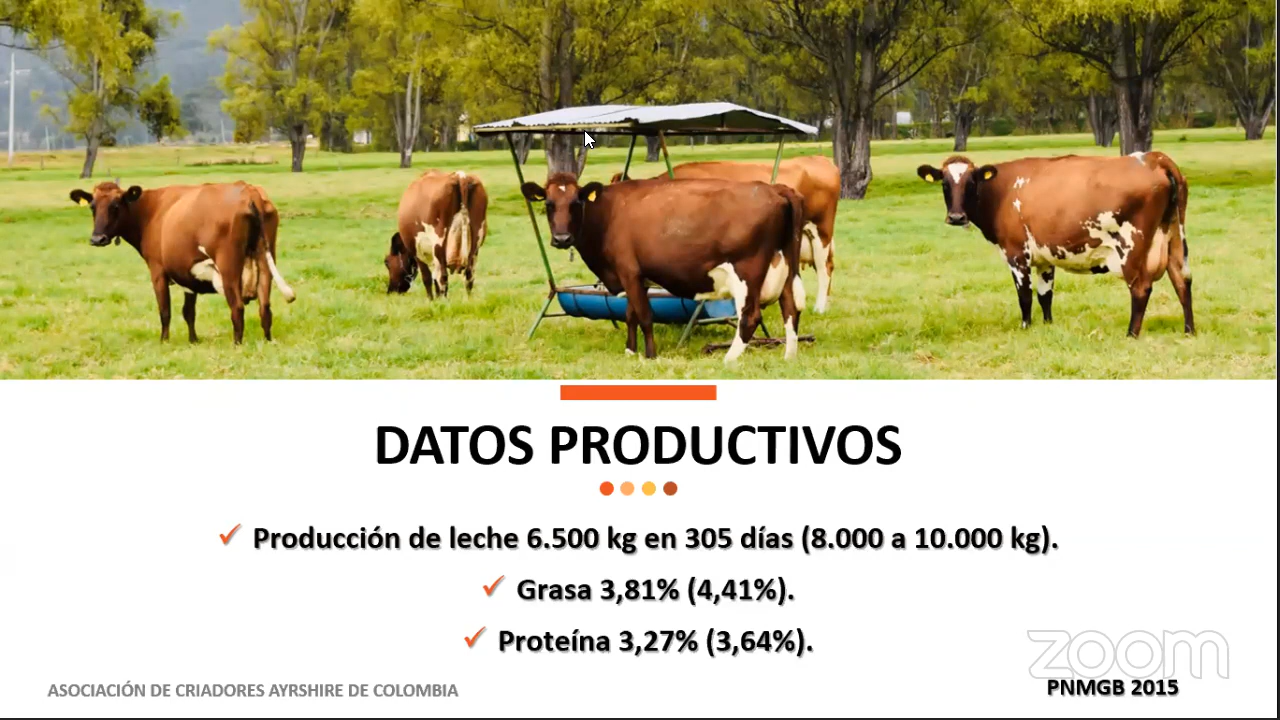 DATOS PRODUCTIVOS
Producción de leche 6.500 kg en 305 días (8.000 a 10.000 kg).
Grasa 3,81% (4,41%).
Proteína 3,27% (3,64%).
zoom
ASOCIACIÓN DE CRIADORES AYRSHIRE DE COLOMBIA
PNMGB 2015